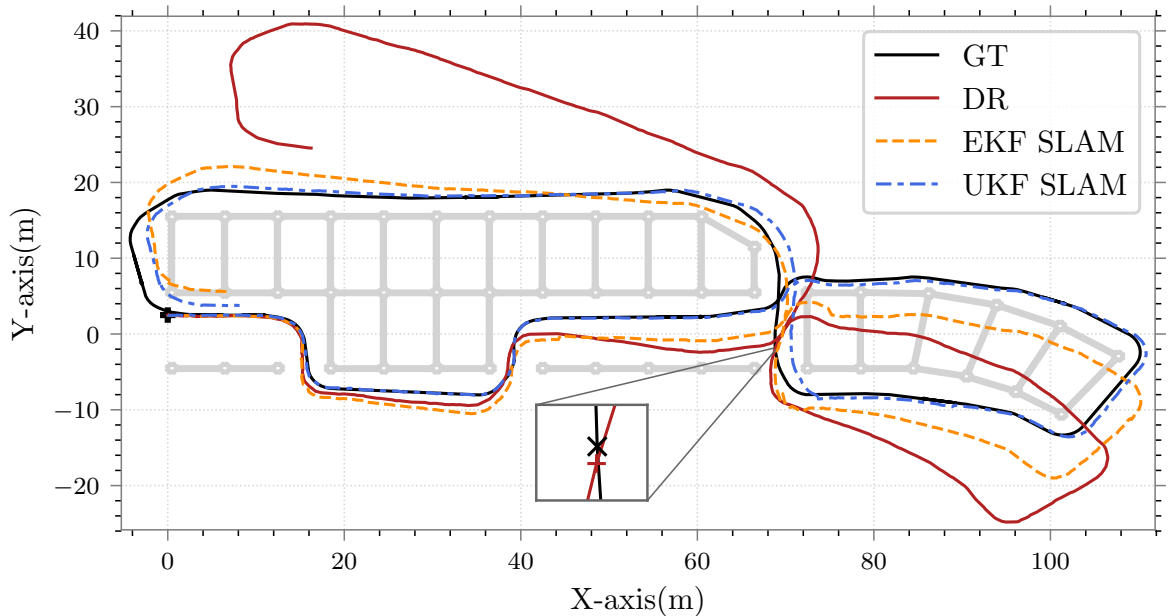 GT
DR
EKF SLAM
UKF SLAM
40
30
20
10
0
−10
−20
Y-axis(m)
0 20 40 60 80 100
X-axis(m)